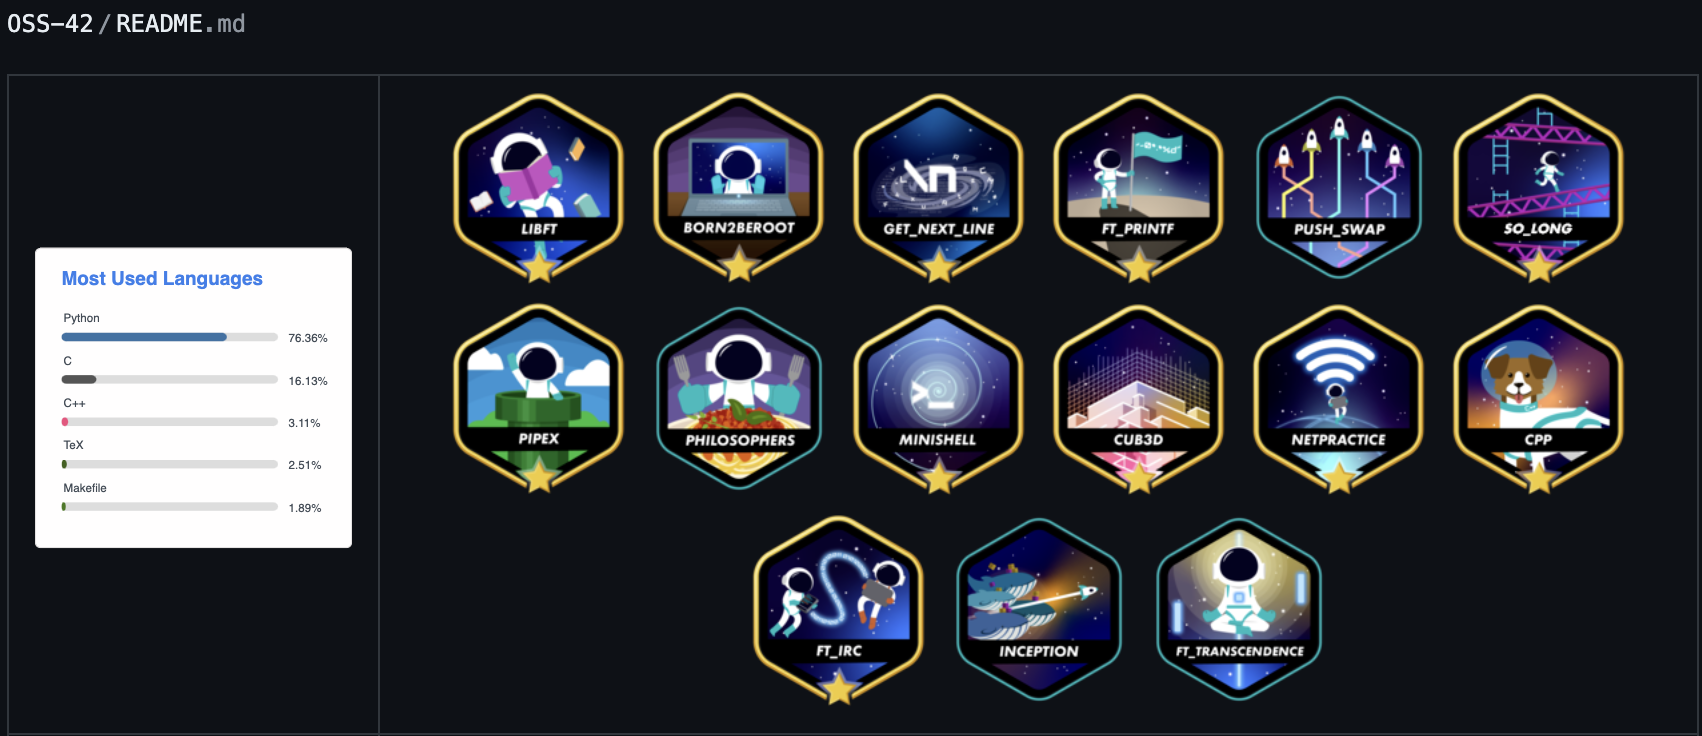 OSS-42/README.md
Most Used Languages
Python
76.36%
C
16.13%
C++
3.11%
TeX
2.51%
Makefile
1.89%
LIBFT
BORN2BEROOT
\n
GET_NEXT_LINE
FT_PRINTF
PUSH_SWAP
SO_LONG
PIPEX
PHILOSOPHERS
>_
MINISHELL
CUB3D
NETPRACTICE
CPP
FT_IRC
INCEPTION
FT_TRANSCENDENCE